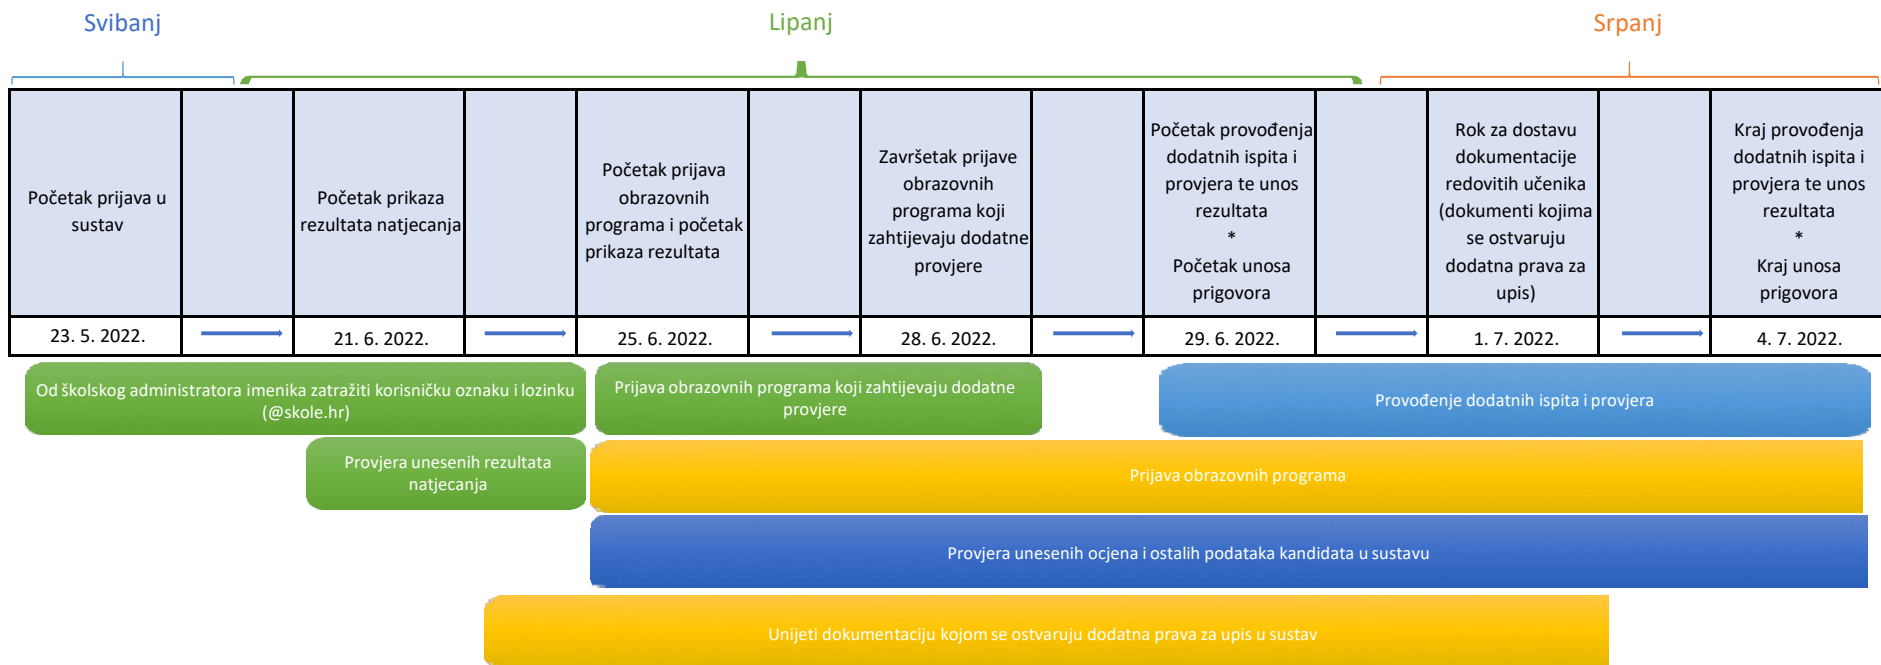 Svibanj
Lipanj
Srpanj
Početak prijava u
sustav
Početak prikaza
rezultata natjecanja
Početak prijava
obrazovnih
programa i početak
prikaza rezultata
Završetak prijave
obrazovnih
programa koji
zahtijevaju dodatne
provjere
Početak provođenja
dodatnih ispita i
provjera te unos
rezultata
*
Početak unosa
prigovora
Rok za dostavu
dokumentacije
redovitih učenika
(dokumenti kojima
se ostvaruju
dodatna prava za
upis)
Kraj provođenja
dodatnih ispita i
provjera te unos
rezultata
*
Kraj unosa
prigovora
23. 5. 2022.
21. 6. 2022.
25. 6. 2022.
28. 6. 2022.
29. 6. 2022.
1. 7. 2022.
4. 7. 2022.
Od školskog administratora imenika zatražiti korisničku oznaku i lozinku
(@skole.hr)
Prijava obrazovnih programa koji zahtijevaju dodatne
provjere
Provođenje dodatnih ispita i provjera
Provjera unesenih rezultata
natjecanja
Prijava obrazovnih programa
Provjera unesenih ocjena i ostalih podataka kandidata u sustavu
Unijeti dokumentaciju kojom se ostvaruju dodatna prava za upis u sustav